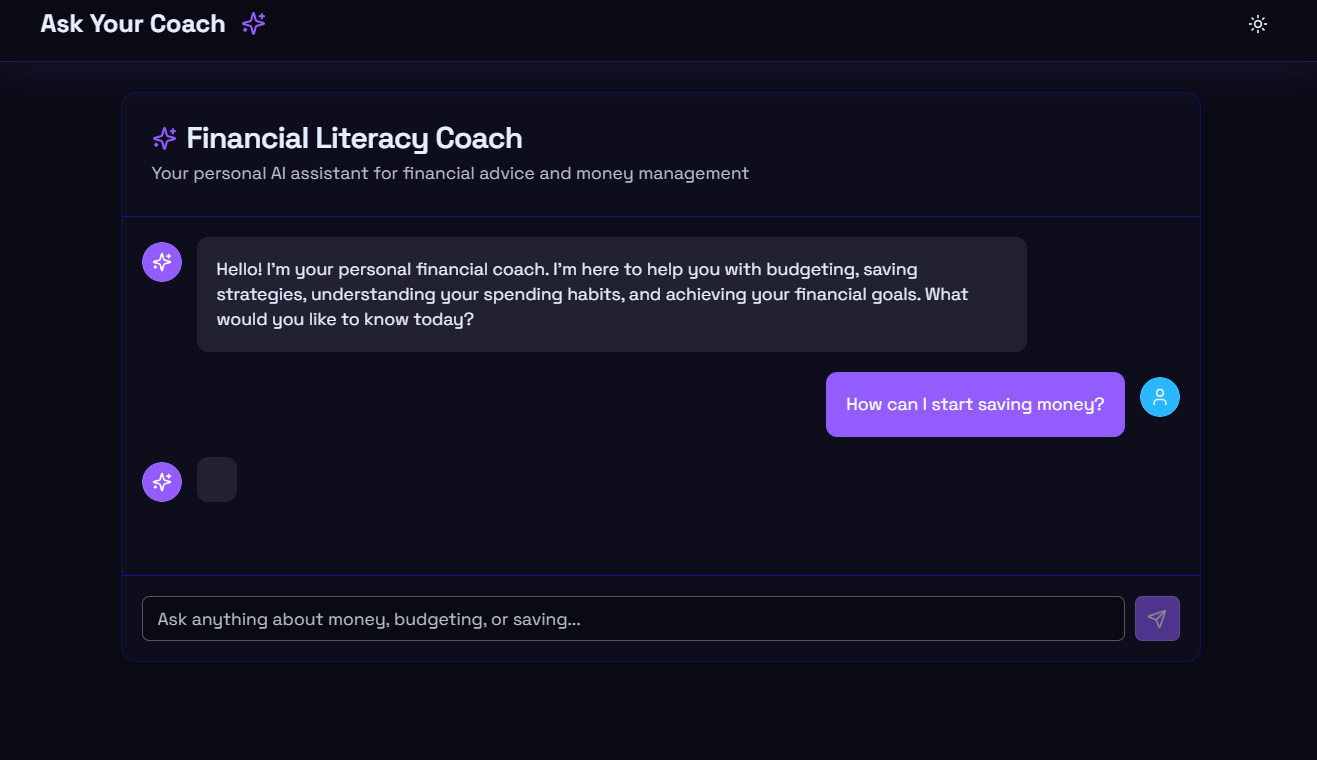 Ask Your Coach
Financial Literacy Coach
Your personal AI assistant for financial advice and money management
Hello! I'm your personal financial coach. I'm here to help you with budgeting, saving
strategies, understanding your spending habits, and achieving your financial goals. What
would you like to know today?
How can I start saving money?
Ask anything about money, budgeting, or saving...